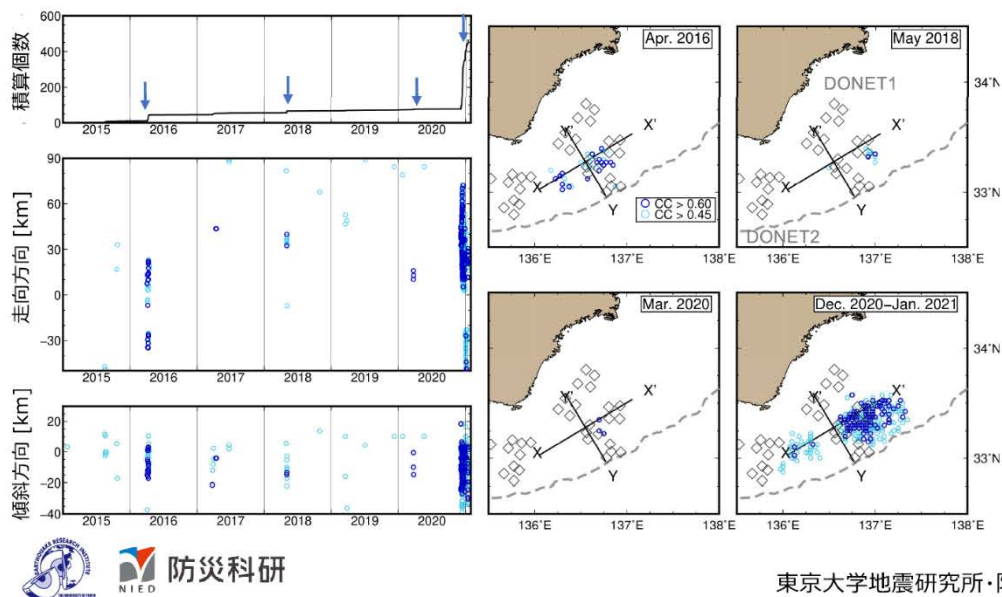 積算個数
600
400
200
0
2015 2016 2017 2018 2019 2020
走向方向 [km]
90
60
30
0
-30
2015 2016 2017 2018 2019 2020
傾斜方向 [km]
20
0
-20
-40
2015 2016 2017 2018 2019 2020
Apr. 2016
Y' X'
X
Y
CC > 0.60
CC > 0.45
136°E 137°E
May 2018
DONET1
34°N
Y' X'
33°N
X
Y
DONET2
136°E 137°E 138°E
Mar. 2020
Y' X'
X
Y
136°E 137°E
Dec. 2020-Jan. 2021
34°N
Y' X'
X
33°N
Y
136°E 137°E 138°E
NIED
防災科研
東京大学地震研究所・